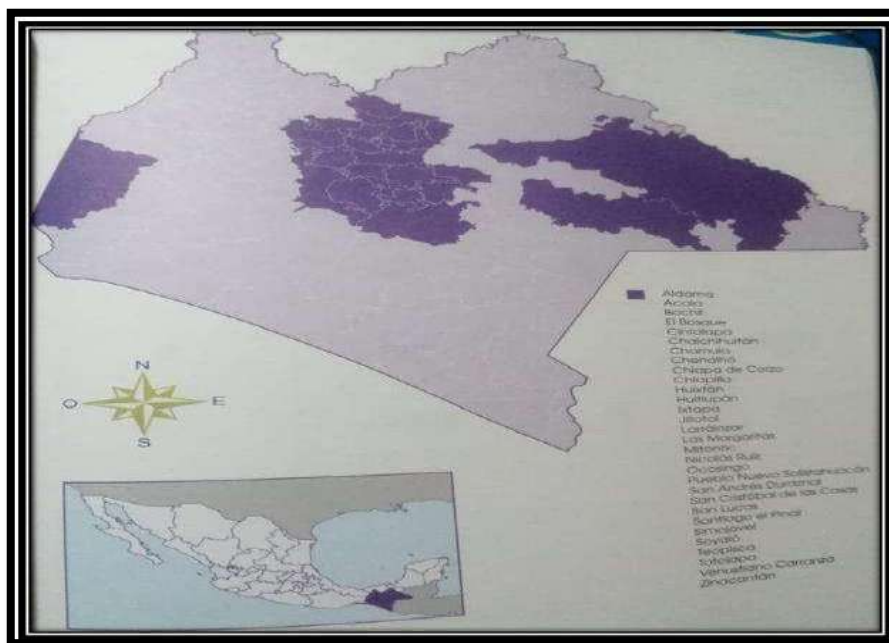 N
O
E
S
Aldama
Acala
Bochil
El Bosque
Cintalapa
Chalchihuitán
Chamula
Chenalhó
Chiapa de Corzo
Chiapilla
Huixtán
Huitiupán
Ixtapa
Jitotol
Larráinzar
Las Margaritas
Mitontic
Nicolás Ruiz
Ocosingo
Pueblo Nuevo Solistahuacán
San Andrés Duraznal
San Cristóbal de las Casas
San Lucas
Santiago el Pinal
Simojovel
Soyaló
Teopisca
Totolapa
Venustiano Carranza
Zinacantán